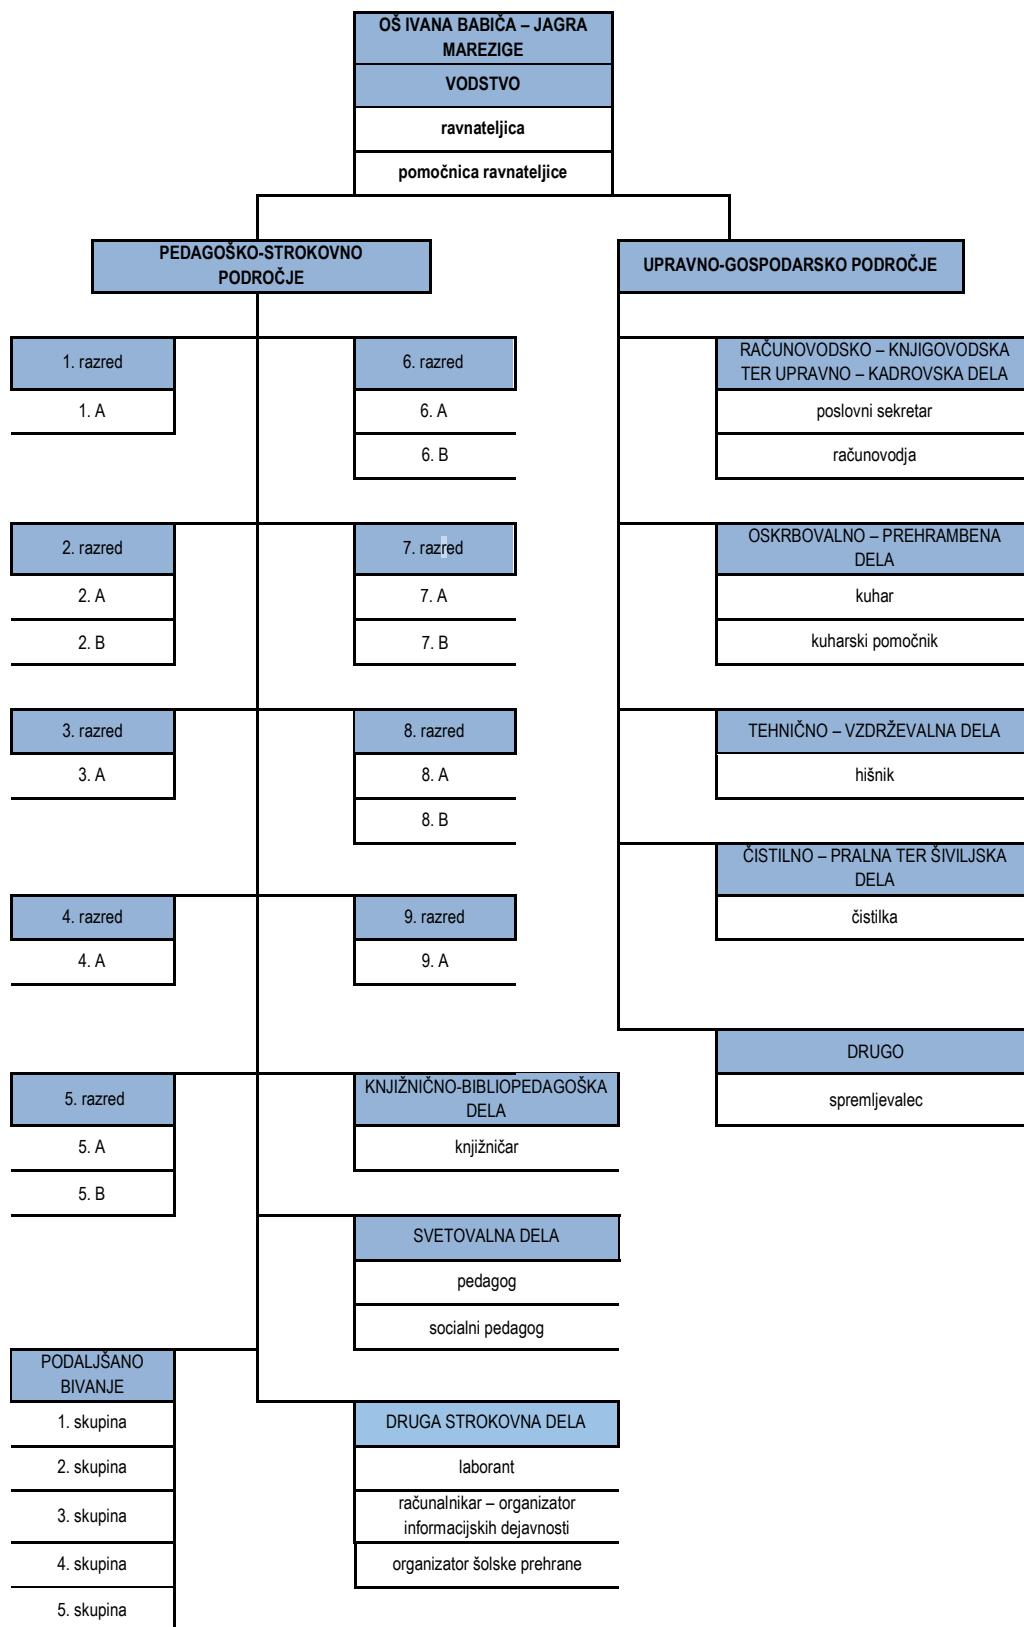 OŠ IVANA BABIČA – JAGRA
MAREZIGE
VODSTVO
ravnateljica
pomočnica ravnateljice
PEDAGOŠKO-STROKOVNO
PODROČJE
UPRAVNO-GOSPODARSKO PODROČJE
1. razred
1. A
6. razred
6. A
6. B
2. razred
2. A
2. B
7. razred
7. A
7. B
3. razred
3. A
8. razred
8. A
8. B
4. razred
4. A
9. razred
9. A
5. razred
5. A
5. B
KNJIŽNIČNO-BIBLIOPEDAGOŠKA
DELA
knjižničar
SVETOVALNA DELA
pedagog
socialni pedagog
PODALJŠANO
BIVANJE
1. skupina
2. skupina
3. skupina
4. skupina
5. skupina
DRUGA STROKOVNA DELA
laborant
računalnikar – organizator
informacijskih dejavnosti
organizator šolske prehrane
RAČUNOVODSKO – KNJIGOVODSKA
TER UPRAVNO – KADROVSKA DELA
poslovni sekretar
računovodja
OSKRBOVALNO – PREHRAMBENA
DELA
kuhar
kuharski pomočnik
TEHNIČNO – VZDRŽEVALNA DELA
hišnik
ČISTILNO – PRALNA TER ŠIVILJSKA
DELA
čistilka
DRUGO
spremljevalec